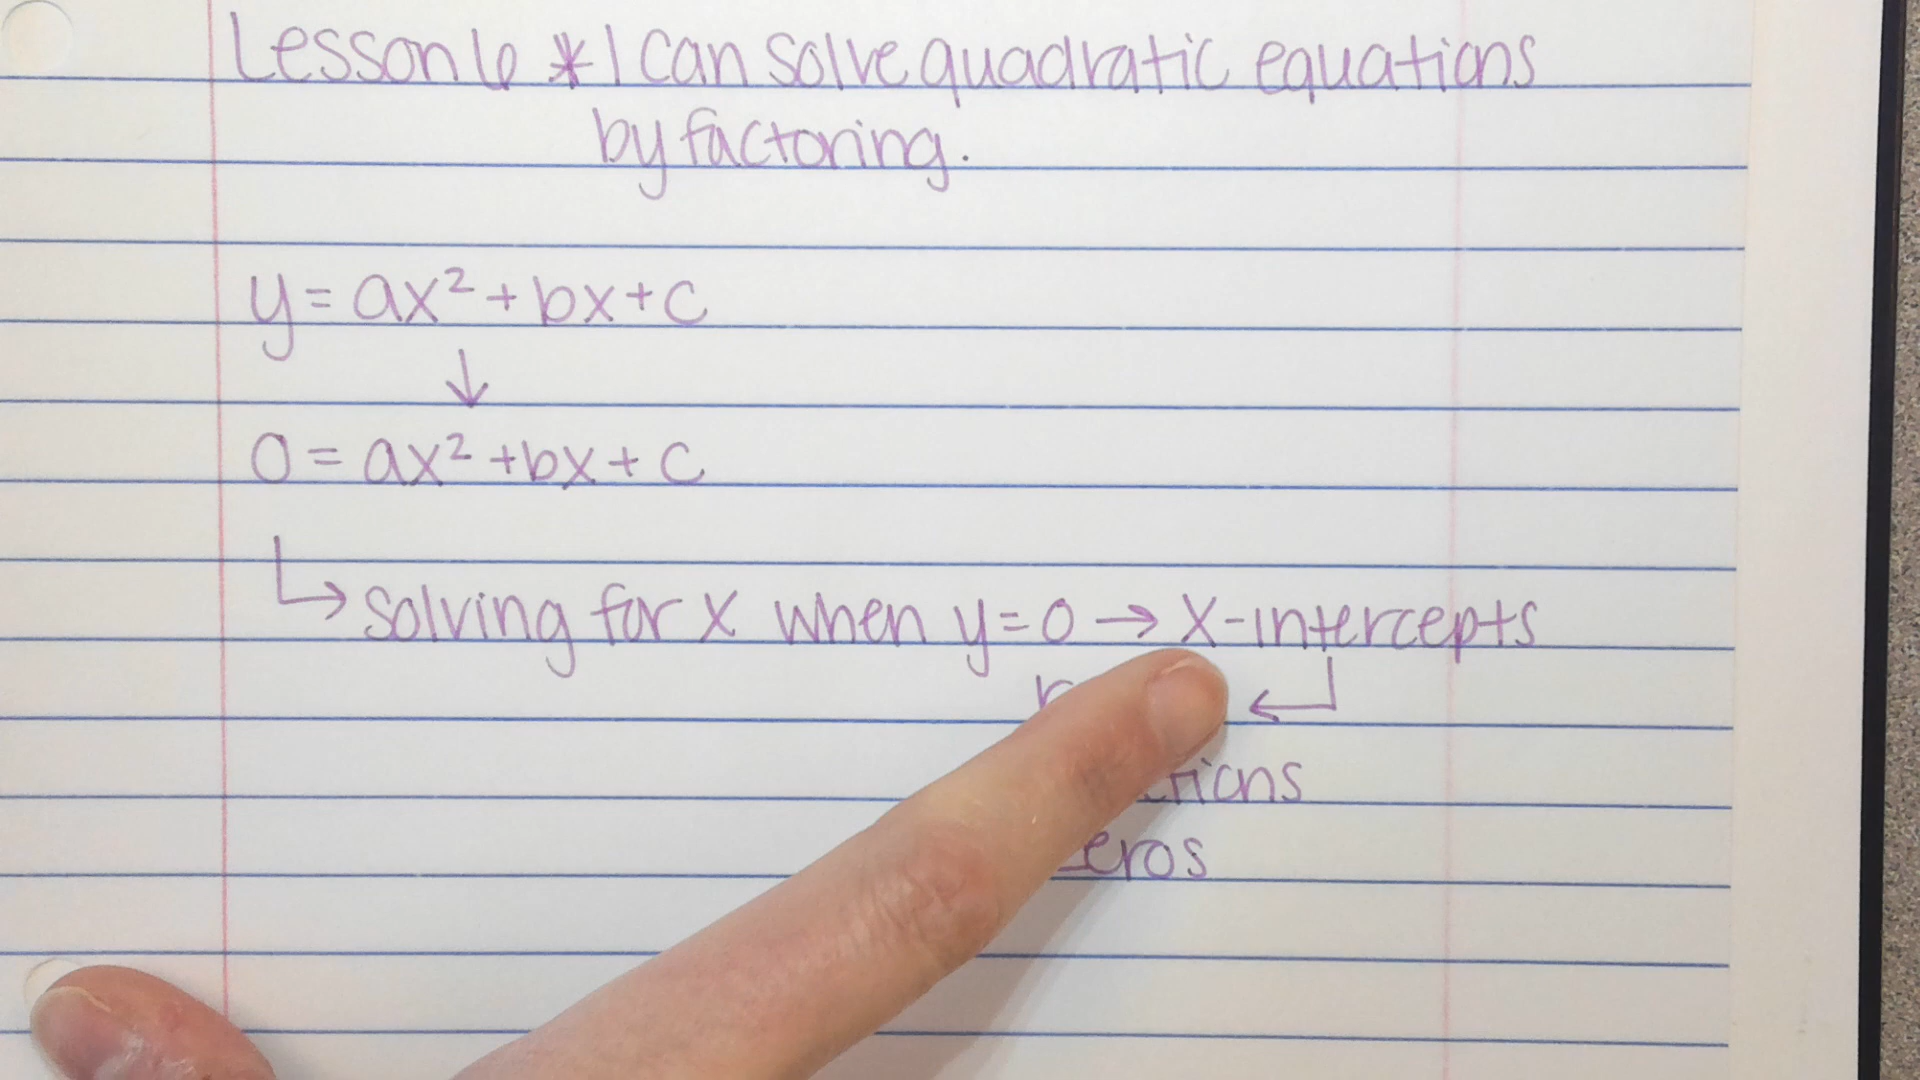 Lesson 6 * I can solve quadratic equations
by factoring.
y = ax² + bx + c
↓
0 = ax² + bx + c
↳ solving for x when y = 0 → x-intercepts